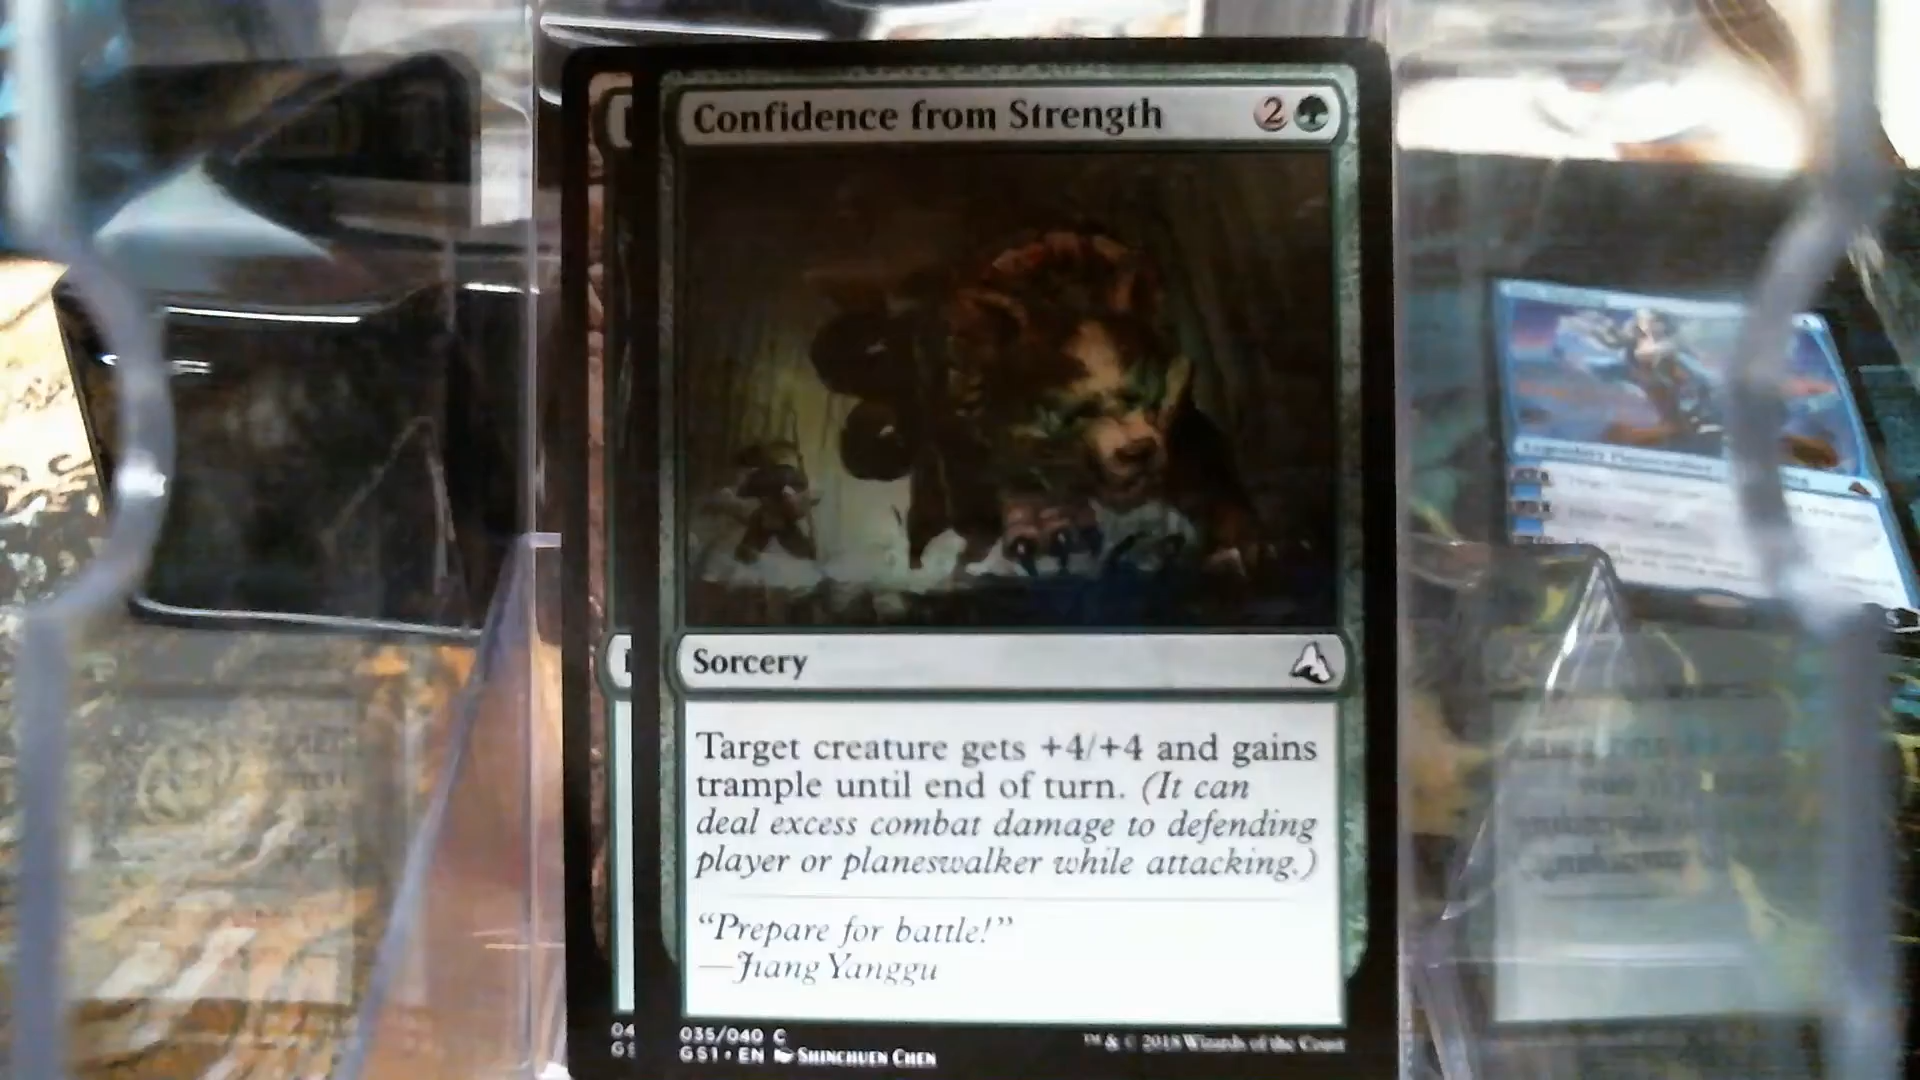 Confidence from Strength 2
Sorcery
Target creature gets +4/+4 and gains
trample until end of turn. (It can
deal excess combat damage to defending
player or planeswalker while attacking.)
“Prepare for battle!”
—Jiang Yanggu
04
GS
035/040 C
GS1 • EN Shinchuen Chen
™ & © 2018 Wizards of the Coast